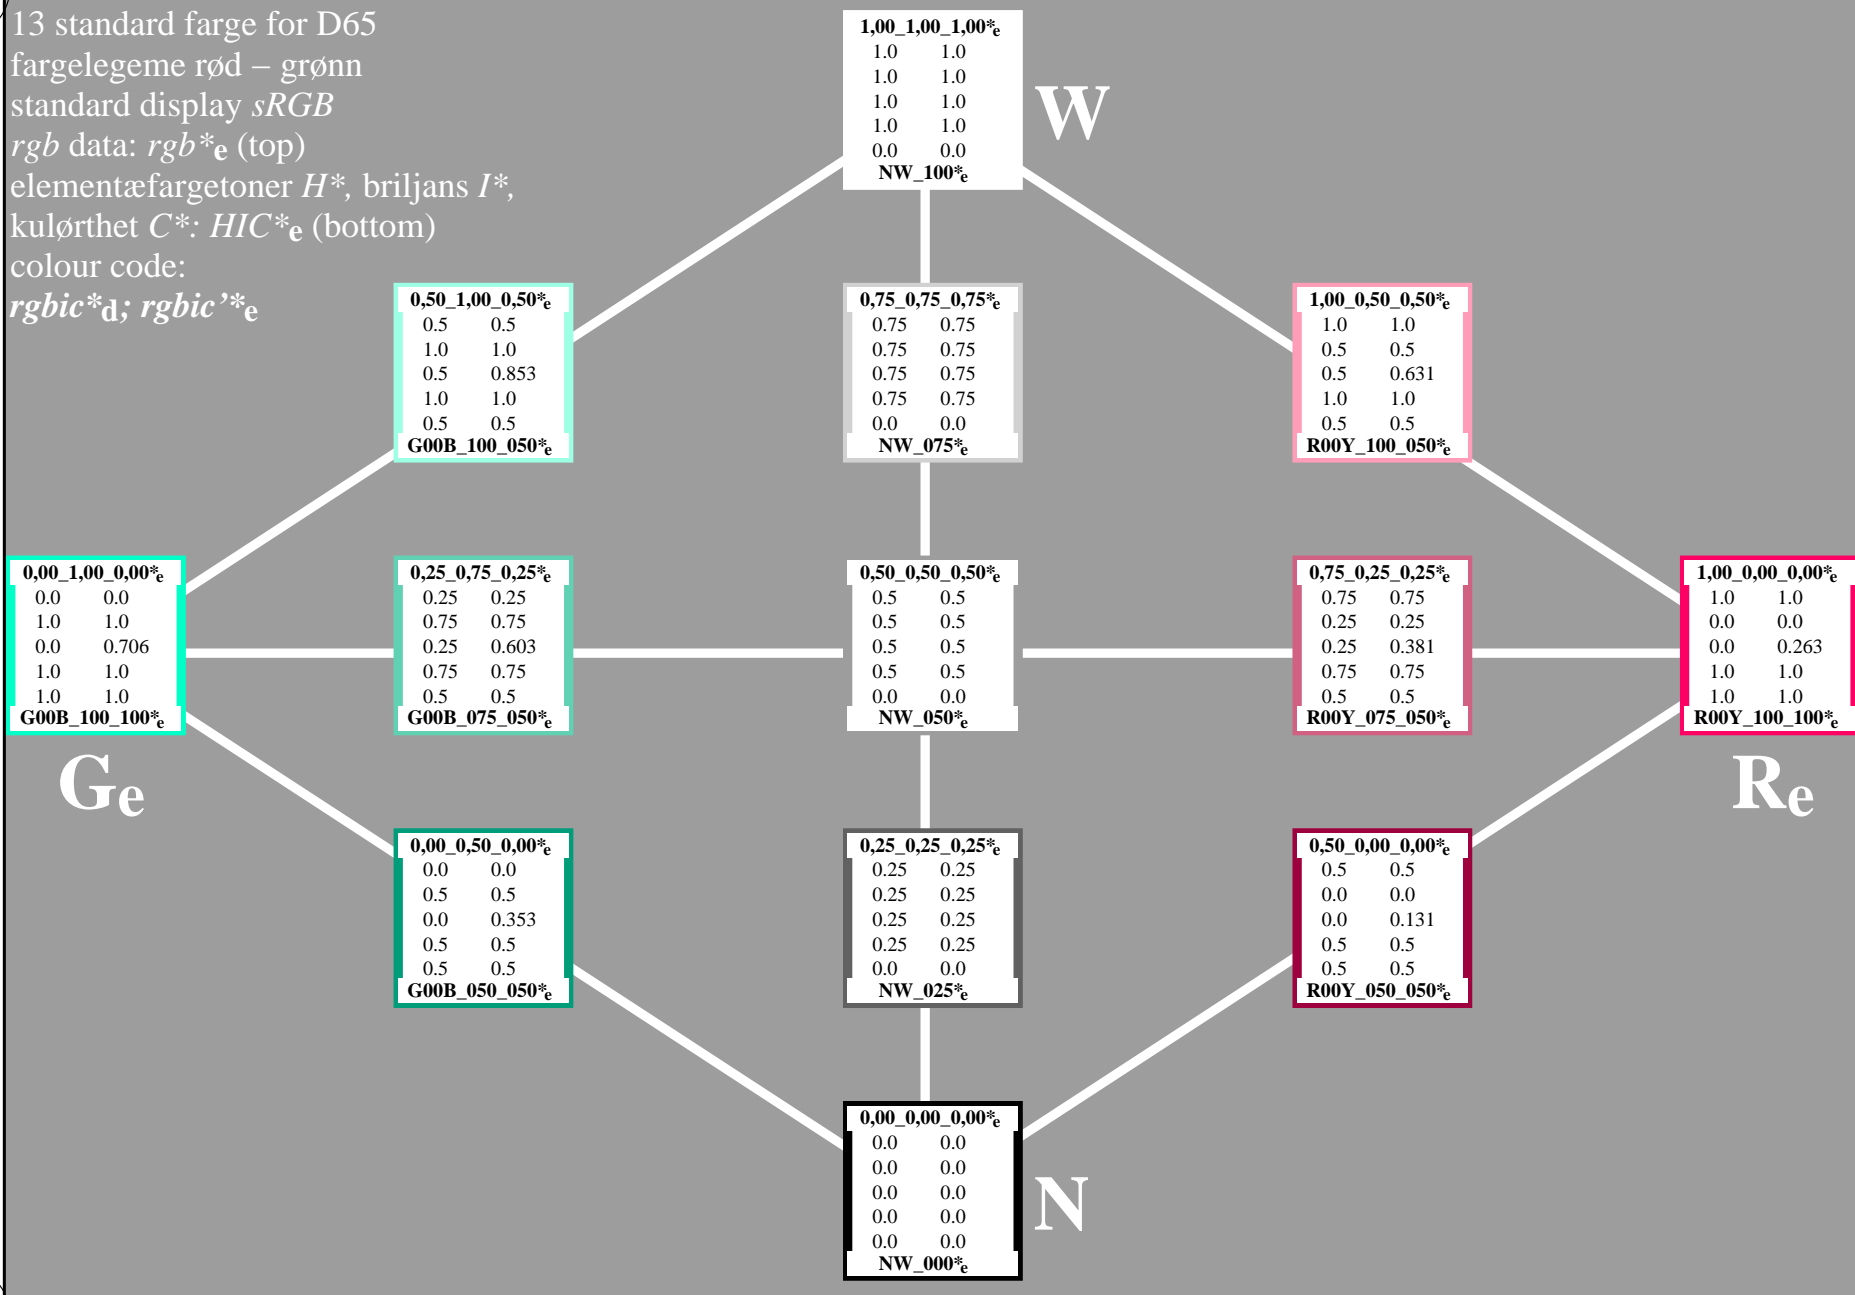 13 standard farge for D65
fargelegeme rød – grønn
standard display sRGB
rgb data: rgb*e (top)
elementæfargetoner H*, briljans I*,
kulørthet C*: HIC*e (bottom)
colour code:
rgbic*d; rgbic’*e
1,00_1,00_1,00*e
1.0 1.0
1.0 1.0
1.0 1.0
1.0 1.0
0.0 0.0
NW_100*e
W
0,50_1,00_0,50*e
0.5 0.5
1.0 1.0
0.5 0.853
1.0 1.0
0.5 0.5
G00B_100_050*e
0,75_0,75_0,75*e
0.75 0.75
0.75 0.75
0.75 0.75
0.75 0.75
0.0 0.0
NW_075*e
1,00_0,50_0,50*e
1.0 1.0
0.5 0.5
0.5 0.631
1.0 1.0
0.5 0.5
R00Y_100_050*e
0,00_1,00_0,00*e
0.0 0.0
1.0 1.0
0.0 0.706
1.0 1.0
1.0 1.0
G00B_100_100*e
Ge
0,25_0,75_0,25*e
0.25 0.25
0.75 0.75
0.25 0.603
0.75 0.75
0.5 0.5
G00B_075_050*e
0,50_0,50_0,50*e
0.5 0.5
0.5 0.5
0.5 0.5
0.5 0.5
0.0 0.0
NW_050*e
0,75_0,25_0,25*e
0.75 0.75
0.25 0.25
0.25 0.381
0.75 0.75
0.5 0.5
R00Y_075_050*e
1,00_0,00_0,00*e
1.0 1.0
0.0 0.0
0.0 0.263
1.0 1.0
1.0 1.0
R00Y_100_100*e
Re
0,00_0,50_0,00*e
0.0 0.0
0.5 0.5
0.0 0.353
0.5 0.5
0.5 0.5
G00B_050_050*e
0,25_0,25_0,25*e
0.25 0.25
0.25 0.25
0.25 0.25
0.25 0.25
0.0 0.0
NW_025*e
0,50_0,00_0,00*e
0.5 0.5
0.0 0.0
0.0 0.131
0.5 0.5
0.5 0.5
R00Y_050_050*e
0,00_0,00_0,00*e
0.0 0.0
0.0 0.0
0.0 0.0
0.0 0.0
0.0 0.0
NW_000*e
N